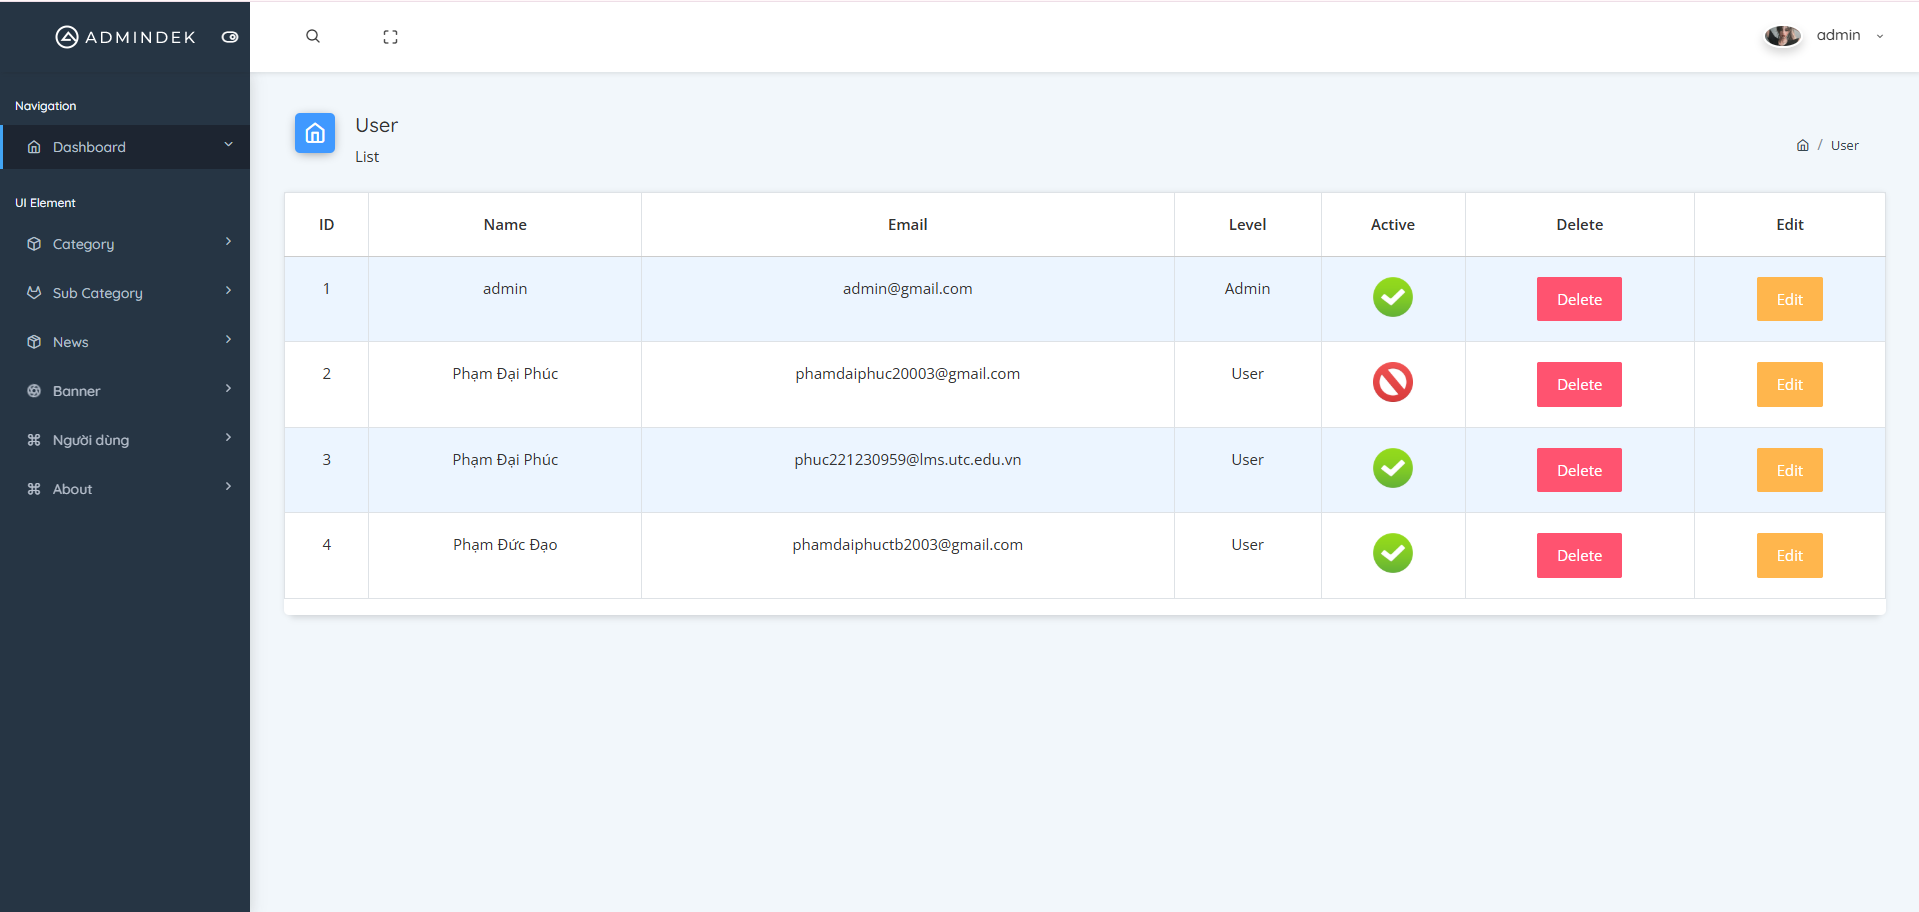 ADMINDEK
admin
Navigation
Dashboard
UI Element
Category
Sub Category
News
Banner
Người dùng
About
User
List
/ User
ID Name Email Level Active Delete Edit
1 admin admin@gmail.com Admin Delete Edit
2 Phạm Đại Phúc phamdaiphuc20003@gmail.com User Delete Edit
3 Phạm Đại Phúc phuc221230959@lms.utc.edu.vn User Delete Edit
4 Phạm Đức Đạo phamdaiphuctb2003@gmail.com User Delete Edit